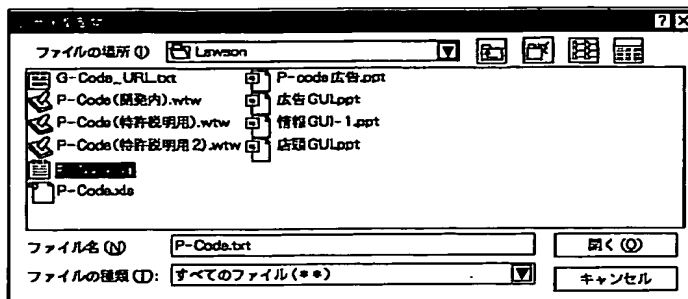 ファイルの場所(I) Lawson
G-Code_URL.txt
P-Code(開発内).wtw
P-Code(特許説明用).wtw
P-Code(特許説明用2).wtw
P-Code.xls
P-code広告.ppt
広告GUI.ppt
情報GUI-1.ppt
店頭GUI.ppt
ファイル名(N) P-Code.txt 開く(O)
ファイルの種類(T): すべてのファイル(**) キャンセル